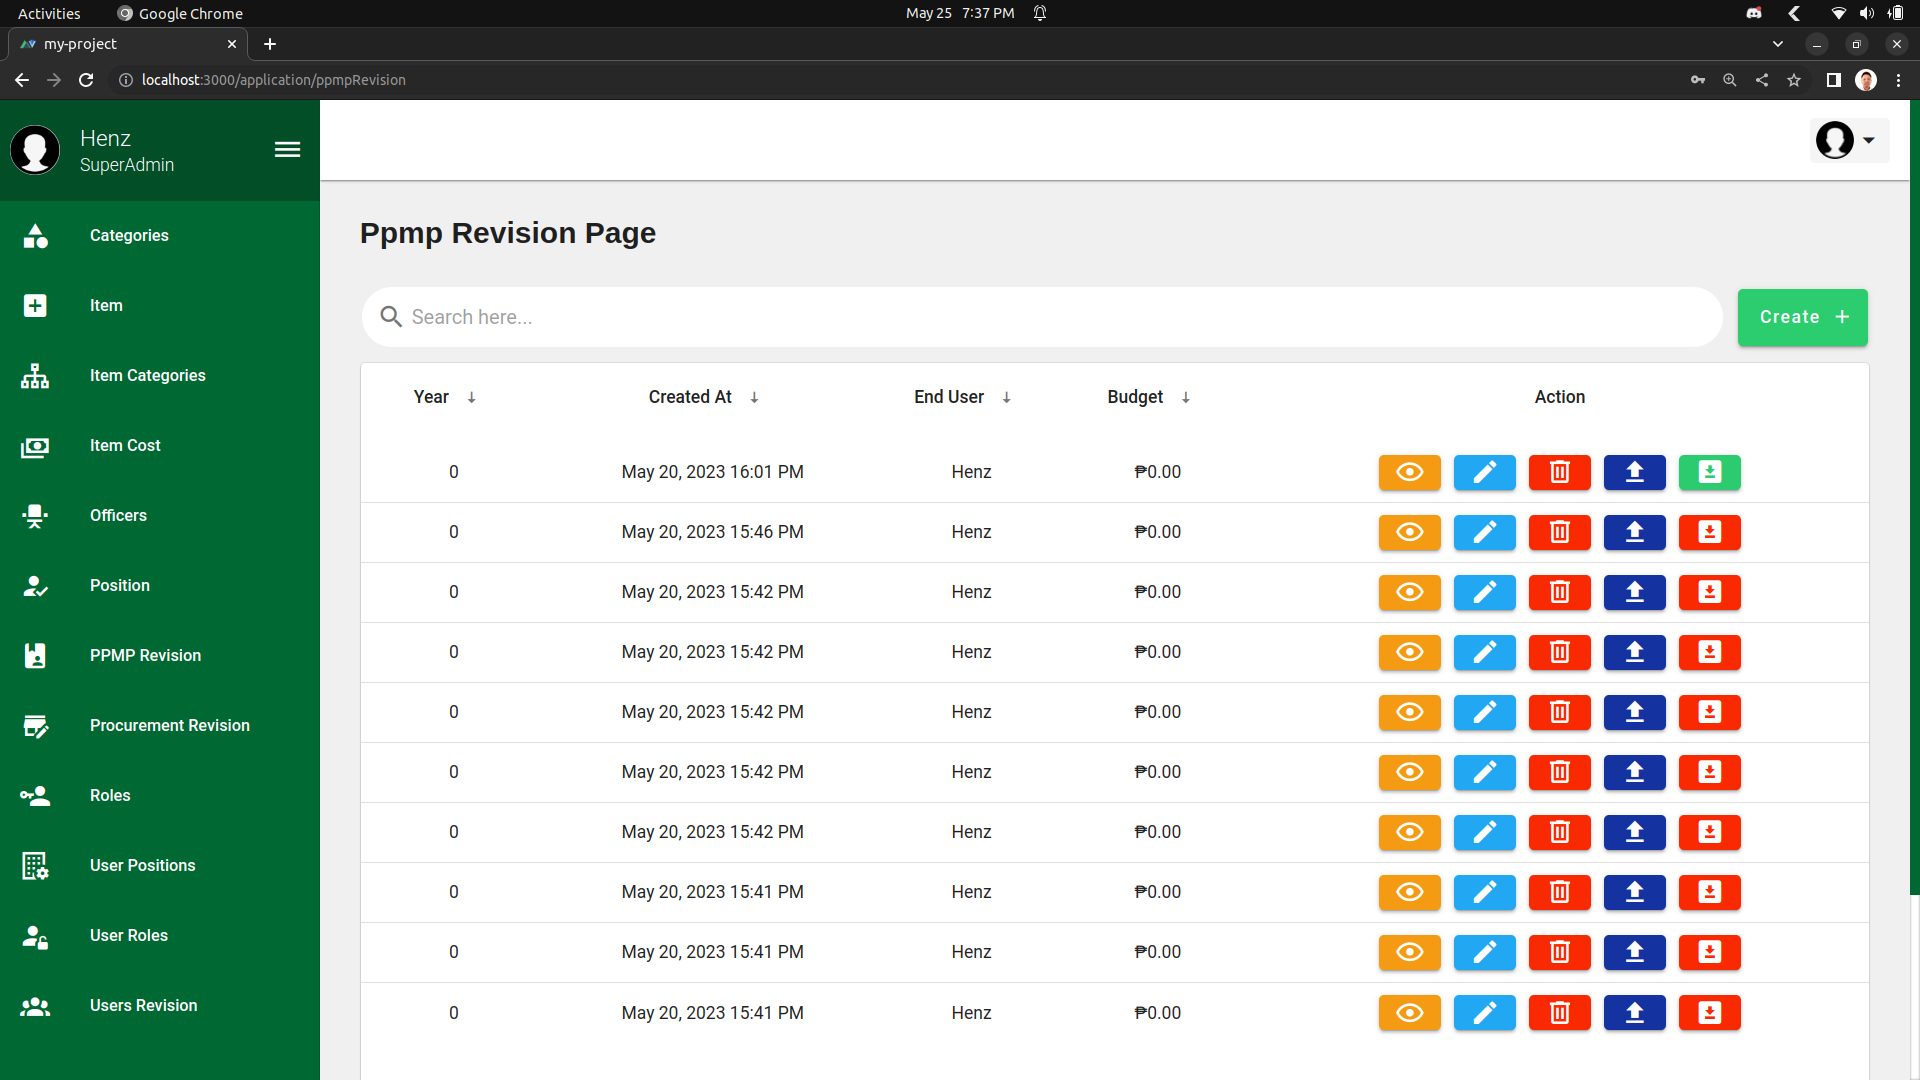 Activities Google Chrome May 25 7:37 PM
my-project
localhost:3000/application/ppmpRevision
Henz
SuperAdmin
Categories
Item
Item Categories
Item Cost
Officers
Position
PPMP Revision
Procurement Revision
Roles
User Positions
User Roles
Users Revision
Ppmp Revision Page
Search here...
Create +
Year Created At End User Budget Action
0 May 20, 2023 16:01 PM Henz ₱0.00
0 May 20, 2023 15:46 PM Henz ₱0.00
0 May 20, 2023 15:42 PM Henz ₱0.00
0 May 20, 2023 15:42 PM Henz ₱0.00
0 May 20, 2023 15:42 PM Henz ₱0.00
0 May 20, 2023 15:42 PM Henz ₱0.00
0 May 20, 2023 15:42 PM Henz ₱0.00
0 May 20, 2023 15:41 PM Henz ₱0.00
0 May 20, 2023 15:41 PM Henz ₱0.00
0 May 20, 2023 15:41 PM Henz ₱0.00